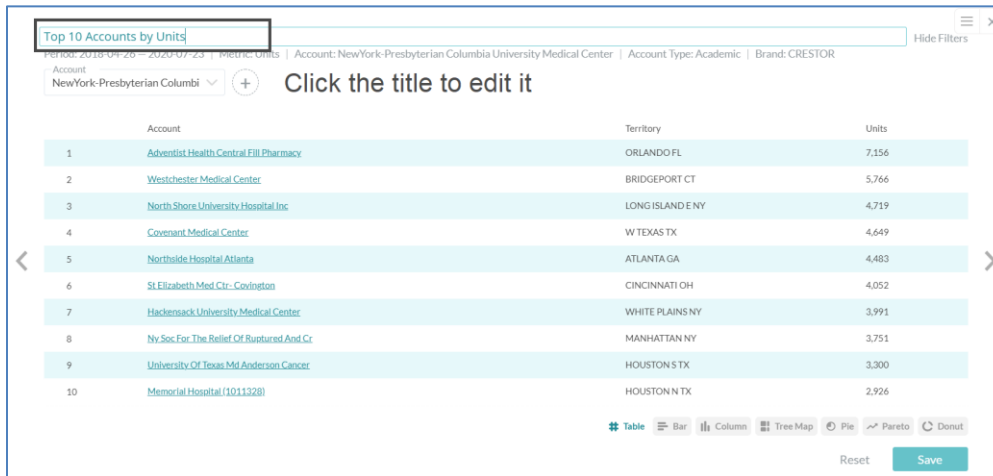 Top 10 Accounts by Units
Hide Filters
Period: 2018-04-26 — 2020-07-23 | Metric: Units | Account: NewYork-Presbyterian Columbia University Medical Center | Account Type: Academic | Brand: CRESTOR
Account
NewYork-Presbyterian Columbi
Click the title to edit it
Account Territory Units
1 Adventist Health Central Fill Pharmacy ORLANDO FL 7,156
2 Westchester Medical Center BRIDGEPORT CT 5,766
3 North Shore University Hospital Inc LONG ISLAND E NY 4,719
4 Covenant Medical Center W TEXAS TX 4,649
5 Northside Hospital Atlanta ATLANTA GA 4,483
6 St Elizabeth Med Ctr- Covington CINCINNATI OH 4,052
7 Hackensack University Medical Center WHITE PLAINS NY 3,991
8 Ny Soc For The Relief Of Ruptured And Cr MANHATTAN NY 3,751
9 University Of Texas Md Anderson Cancer HOUSTON S TX 3,300
10 Memorial Hospital (1011328) HOUSTON N TX 2,926
Table Bar Column Tree Map Pie Pareto Donut
Reset Save